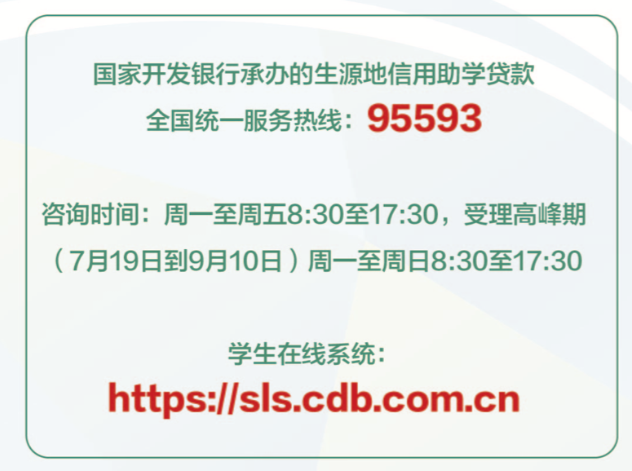 国家开发银行承办的生源地信用助学贷款
全国统一服务热线：95593
咨询时间：周一至周五8:30至17:30，受理高峰期
（7月19日到9月10日）周一至周日8:30至17:30
学生在线系统：
https://sls.cdb.com.cn